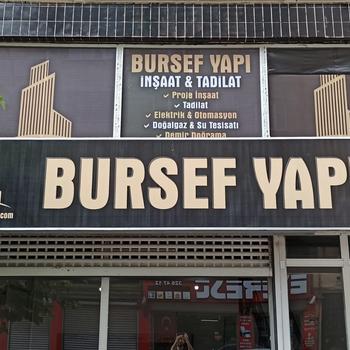 BURSEF YAPI
İNŞAAT & TADİLAT
✓ Proje İnşaat
✓ Tadilat
✓ Elektrik & Otomasyon
✓ Doğalgaz & Su Tesisatı
✓ Demir Doğrama
BURSEF YAPI
.com